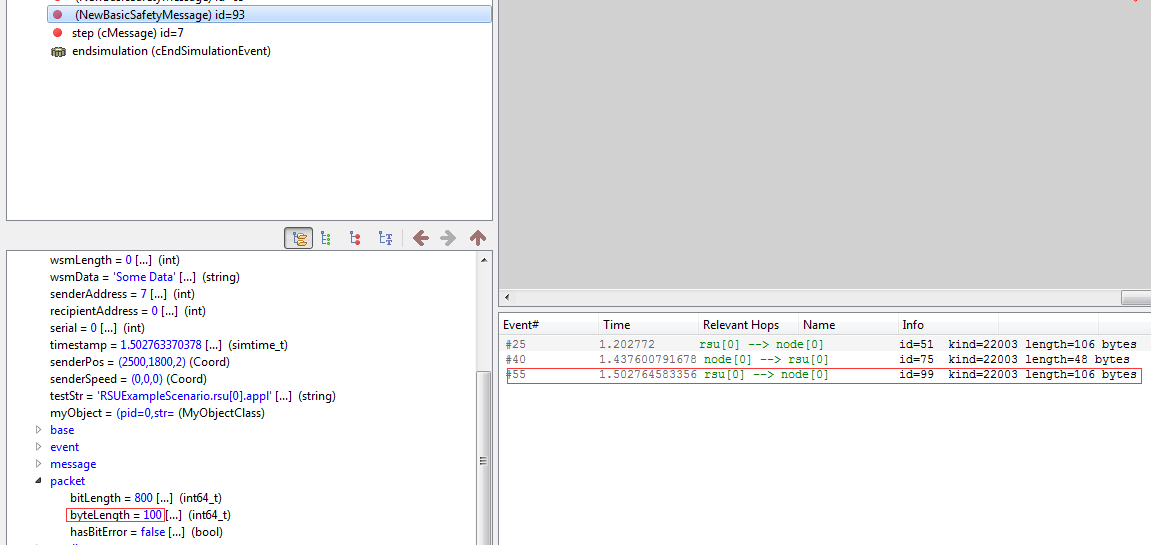 (NewBasicSafetyMessage) id=93
step (cMessage) id=7
endsimulation (cEndSimulationEvent)
wsmLength = 0 [...] (int)
wsmData = 'Some Data' [...] (string)
senderAddress = 7 [...] (int)
recipientAddress = 0 [...] (int)
serial = 0 [...] (int)
timestamp = 1.502763370378 [...] (simtime_t)
senderPos = (2500,1800,2) (Coord)
senderSpeed = (0,0,0) (Coord)
testStr = 'RSUExampleScenario.rsu[0].appl' [...] (string)
myObject = (pid=0,str= (MyObjectClass)
base
event
message
packet
bitLength = 800 [...] (int64_t)
byteLength = 100 [...] (int64_t)
hasBitError = false [...] (bool)
Event# Time Relevant Hops Name Info
#25 1.202772 rsu[0] --> node[0] id=51 kind=22003 length=106 bytes
#40 1.437600791678 node[0] --> rsu[0] id=75 kind=22003 length=48 bytes
#55 1.502764583356 rsu[0] --> node[0] id=99 kind=22003 length=106 bytes